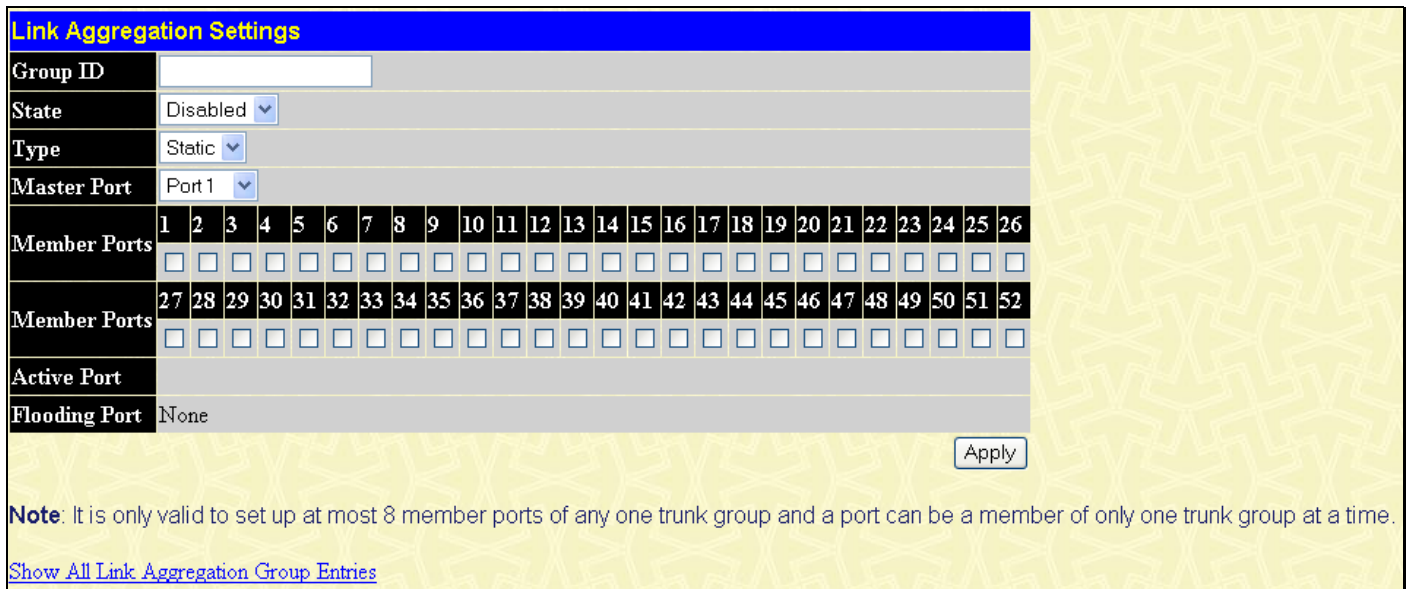 Link Aggregation Settings
Group ID
State Disabled
Type Static
Master Port Port 1
Member Ports 1 2 3 4 5 6 7 8 9 10 11 12 13 14 15 16 17 18 19 20 21 22 23 24 25 26
Member Ports 27 28 29 30 31 32 33 34 35 36 37 38 39 40 41 42 43 44 45 46 47 48 49 50 51 52
Active Port
Flooding Port None
Apply
Note: It is only valid to set up at most 8 member ports of any one trunk group and a port can be a member of only one trunk group at a time.
Show All Link Aggregation Group Entries